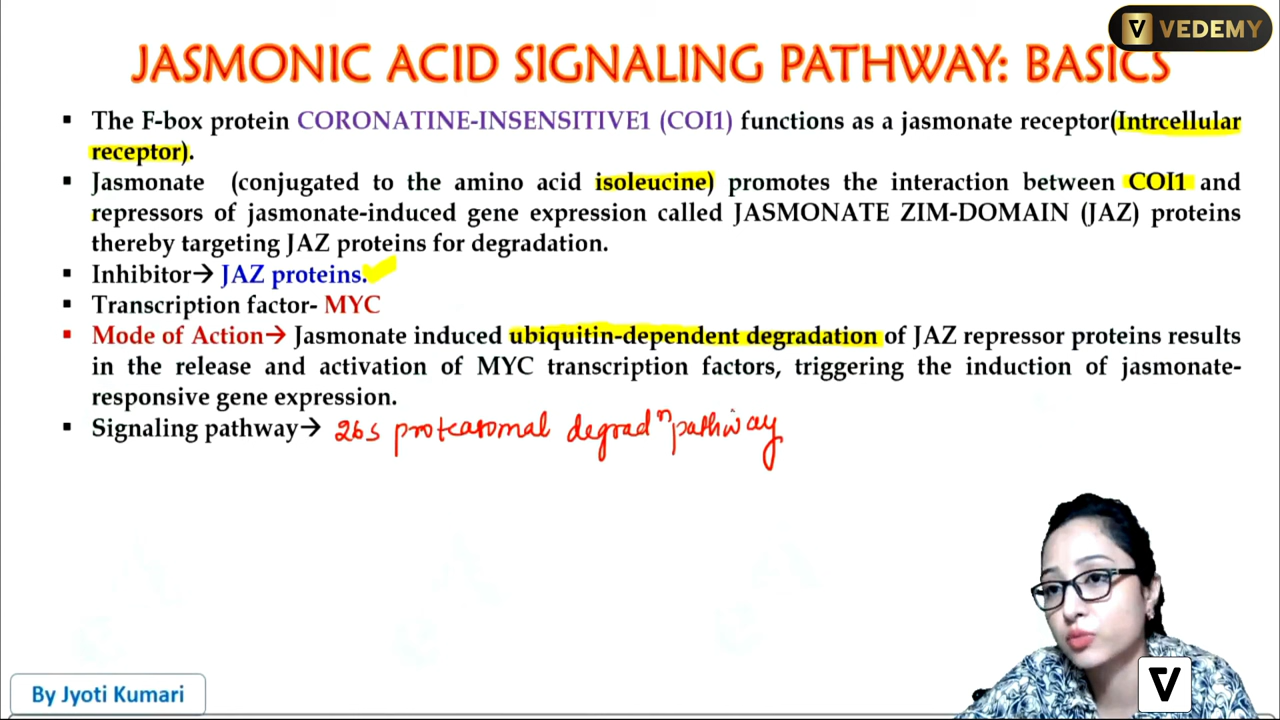 VEDEMY
JASMONIC ACID SIGNALING PATHWAY: BASICS
▪ The F-box protein CORONATINE-INSENSITIVE1 (COI1) functions as a jasmonate receptor(Intrcellular
receptor).
▪ Jasmonate (conjugated to the amino acid isoleucine) promotes the interaction between COI1 and
repressors of jasmonate-induced gene expression called JASMONATE ZIM-DOMAIN (JAZ) proteins
thereby targeting JAZ proteins for degradation.
▪ Inhibitor→ JAZ proteins.
▪ Transcription factor- MYC
▪ Mode of Action→ Jasmonate induced ubiquitin-dependent degradation of JAZ repressor proteins results
in the release and activation of MYC transcription factors, triggering the induction of jasmonate-
responsive gene expression.
▪ Signaling pathway→ 26s proteasomal degradⁿ pathway
By Jyoti Kumari